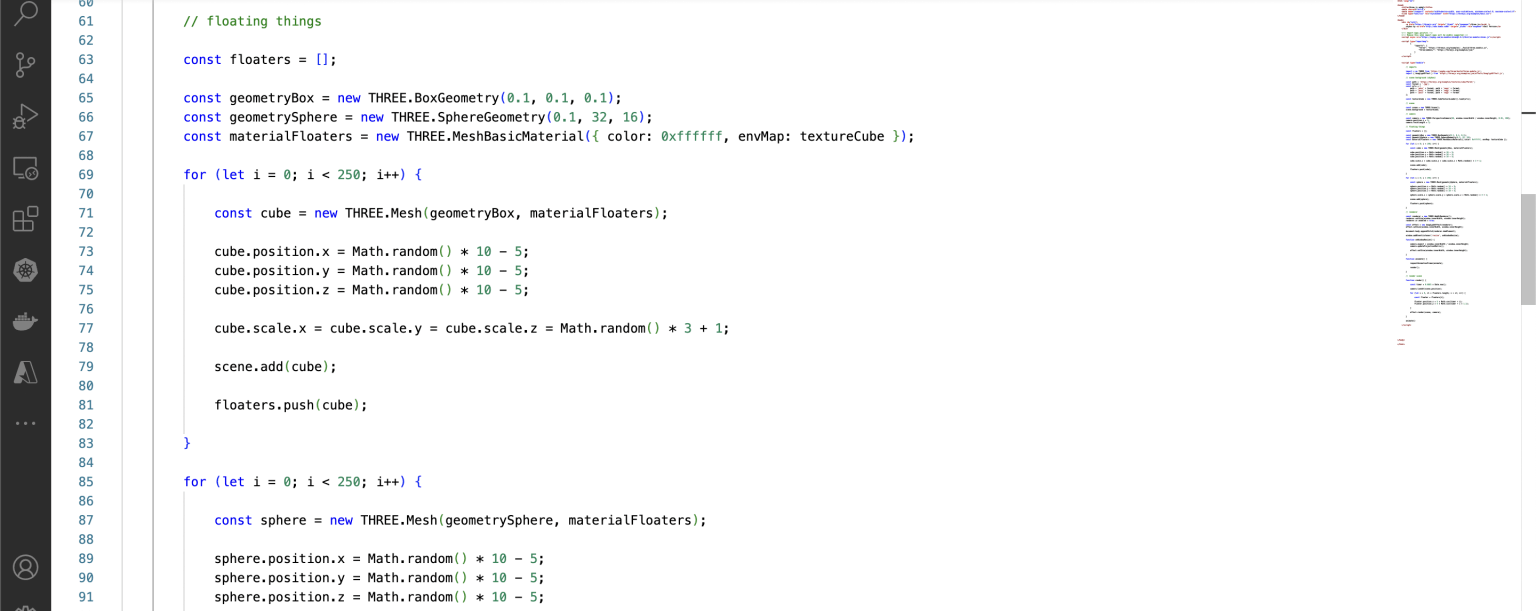 60
61 // floating things
62
63 const floaters = [];
64
65 const geometryBox = new THREE.BoxGeometry(0.1, 0.1, 0.1);
66 const geometrySphere = new THREE.SphereGeometry(0.1, 32, 16);
67 const materialFloaters = new THREE.MeshBasicMaterial({ color: 0xffffff, envMap: textureCube });
68
69 for (let i = 0; i < 250; i++) {
70
71 const cube = new THREE.Mesh(geometryBox, materialFloaters);
72
73 cube.position.x = Math.random() * 10 - 5;
74 cube.position.y = Math.random() * 10 - 5;
75 cube.position.z = Math.random() * 10 - 5;
76
77 cube.scale.x = cube.scale.y = cube.scale.z = Math.random() * 3 + 1;
78
79 scene.add(cube);
80
81 floaters.push(cube);
82
83 }
84
85 for (let i = 0; i < 250; i++) {
86
87 const sphere = new THREE.Mesh(geometrySphere, materialFloaters);
88
89 sphere.position.x = Math.random() * 10 - 5;
90 sphere.position.y = Math.random() * 10 - 5;
91 sphere.position.z = Math.random() * 10 - 5;